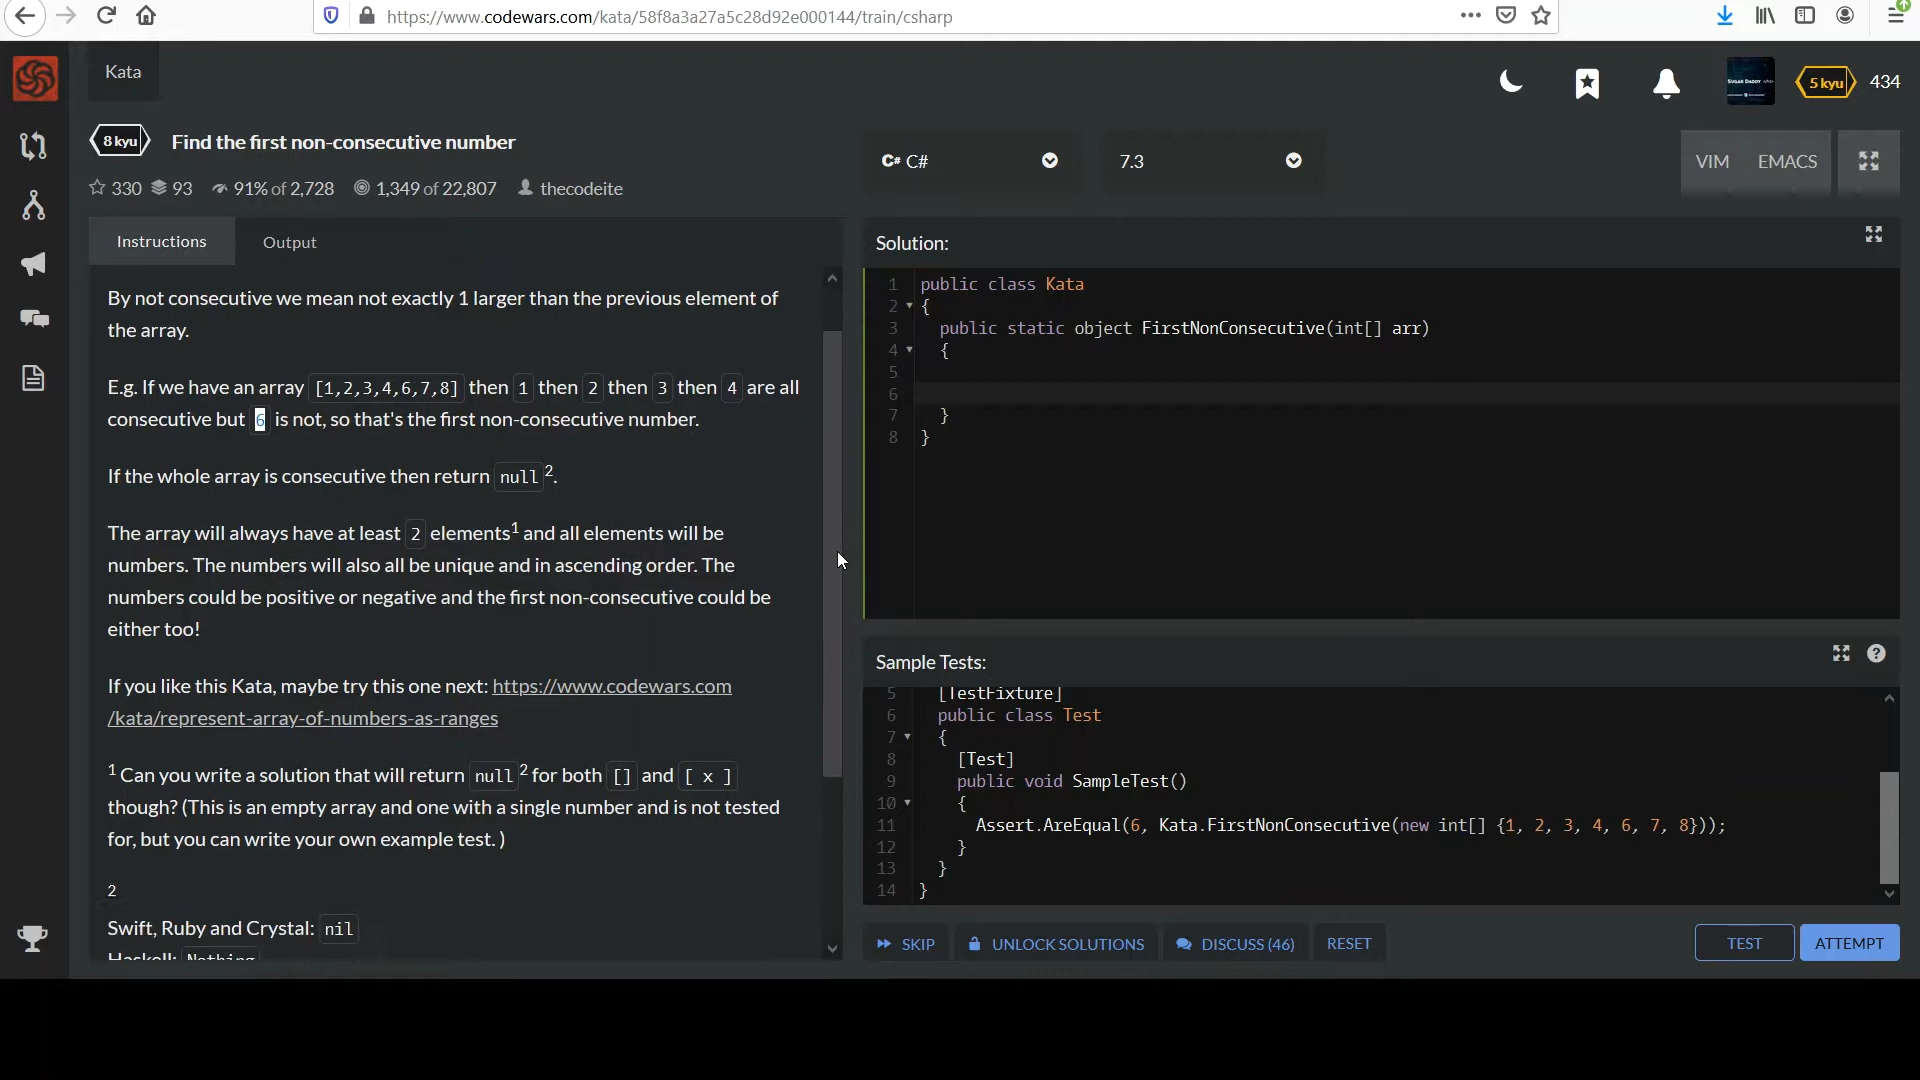 https://www.codewars.com/kata/58f8a3a27a5c28d92e000144/train/csharp
Kata
5 kyu 434
8 kyu Find the first non-consecutive number
330 93 91% of 2,728 1,349 of 22,807 thecodeite
C# C#
7.3
VIM EMACS
Instructions Output
By not consecutive we mean not exactly 1 larger than the previous element of
the array.
E.g. If we have an array [1,2,3,4,6,7,8] then 1 then 2 then 3 then 4 are all
consecutive but 6 is not, so that's the first non-consecutive number.
If the whole array is consecutive then return null 2.
The array will always have at least 2 elements1 and all elements will be
numbers. The numbers will also all be unique and in ascending order. The
numbers could be positive or negative and the first non-consecutive could be
either too!
If you like this Kata, maybe try this one next: https://www.codewars.com
/kata/represent-array-of-numbers-as-ranges
1 Can you write a solution that will return null 2 for both [] and [ x ]
though? (This is an empty array and one with a single number and is not tested
for, but you can write your own example test. )
2
Swift, Ruby and Crystal: nil
Haskell: Nothing
Solution:
1 public class Kata
2 {
3 public static object FirstNonConsecutive(int[] arr)
4 {
5
6
7 }
8 }
Sample Tests:
5 [TestFixture]
6 public class Test
7 {
8 [Test]
9 public void SampleTest()
10 {
11 Assert.AreEqual(6, Kata.FirstNonConsecutive(new int[] {1, 2, 3, 4, 6, 7, 8}));
12 }
13 }
14 }
SKIP UNLOCK SOLUTIONS DISCUSS (46) RESET TEST ATTEMPT